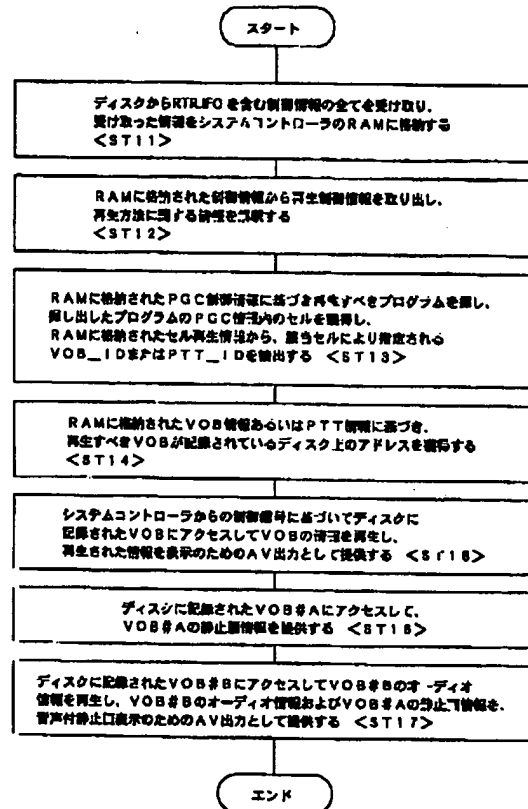 スタート
ディスクからRTR.IFOを含む制御情報の全てを受け取り、
受け取った情報をシステムコントローラのRAMに格納する
<ST11>
RAMに格納された制御情報から再生制御情報を取り出し、
再生方法に関する情報を
<ST12>
RAMに格納されたPGC制御情報に基づき再生すべきプログラムを探し、
探し出したプログラムのPGC情報内のセルを獲得し、
RAMに格納されたセル再生情報から、該当セルにより指定される
VOB_IDまたはPTT_IDを抽出する <ST13>
RAMに格納されたVOB情報あるいはPTT情報に基づき、
再生すべきVOBが記録されているディスク上のアドレスを獲得する
<ST14>
システムコントローラからの制御信号に基づいてディスクに
記録されたVOBにアクセスしてVOBの情報を再生し、
再生された情報を表示のためのAV出力として提供する
ディスクに記録されたVOB#Aにアクセスして、
VOB#Aの静止画情報を提供する <ST16>
ディスクに記録されたVOB#BにアクセスしてVOB#Bのオーディオ
情報を再生し、VOB#Bのオーディオ情報およびVOB#Aの静止画情報を、
音声付静止画表示のためのAV出力として提供する <ST17>
エンド